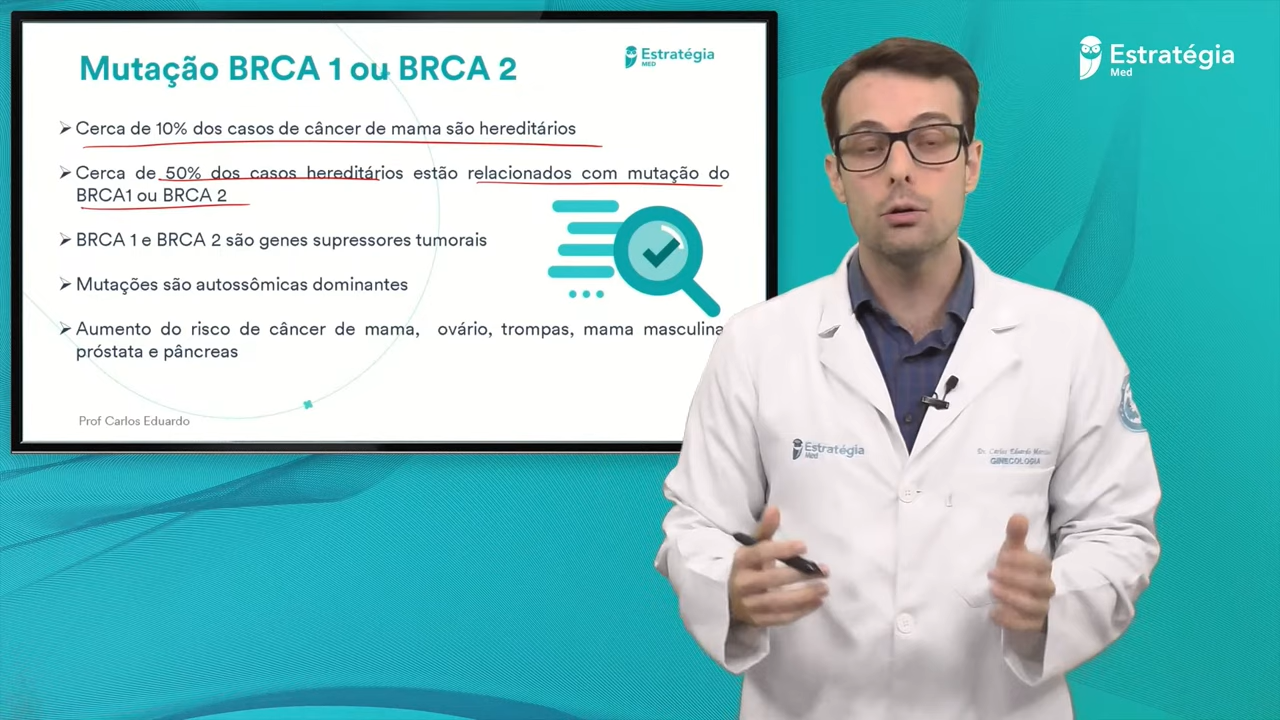 Mutação BRCA 1 ou BRCA 2
Estratégia
MED
Cerca de 10% dos casos de câncer de mama são hereditários
Cerca de 50% dos casos hereditários estão relacionados com mutação do
BRCA1 ou BRCA 2
BRCA 1 e BRCA 2 são genes supressores tumorais
Mutações são autossômicas dominantes
Aumento do risco de câncer de mama, ovário, trompas, mama masculina
próstata e pâncreas
Prof Carlos Eduardo
Estratégia
Med
Estratégia
Med
Dr. Carlos Eduardo
GINECOLOGIA